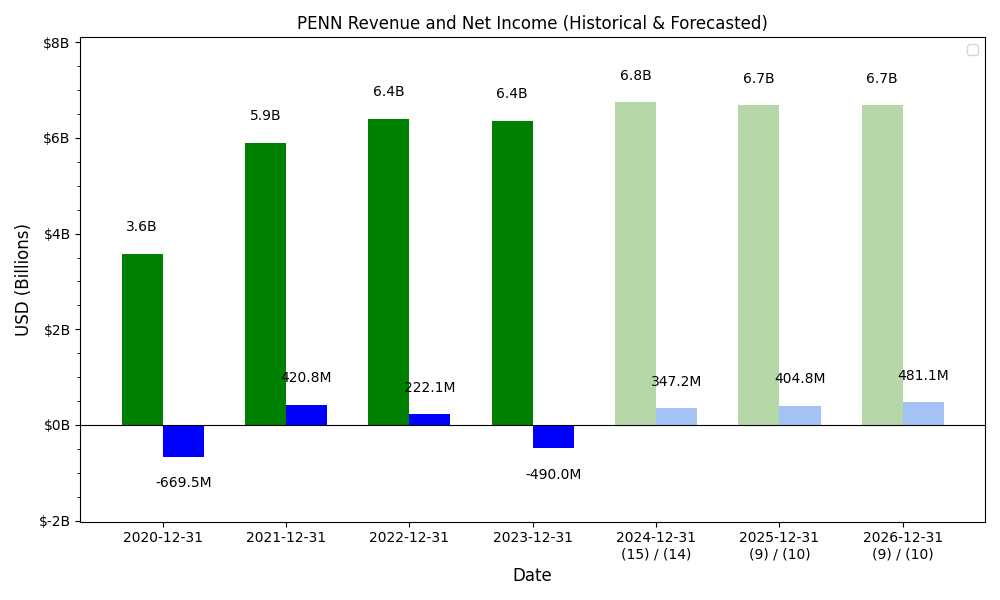 PENN Revenue and Net Income (Historical & Forecasted)
$8B
$6B
$4B
$2B
$0B
$-2B
USD (Billions)
3.6B
5.9B
6.4B
6.4B
6.8B
6.7B
6.7B
-669.5M
420.8M
222.1M
-490.0M
347.2M
404.8M
481.1M
2020-12-31
2021-12-31
2022-12-31
2023-12-31
2024-12-31
(15) / (14)
2025-12-31
(9) / (10)
2026-12-31
(9) / (10)
Date